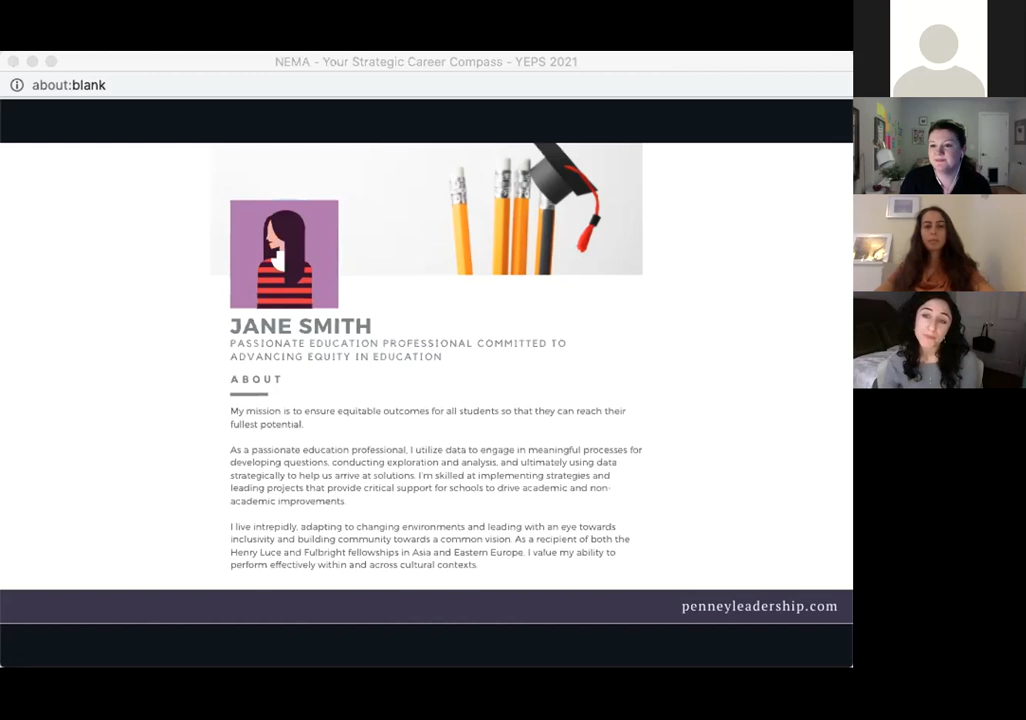 NEMA - Your Strategic Career Compass - YEPS 2021
about:blank
JANE SMITH
PASSIONATE EDUCATION PROFESSIONAL COMMITTED TO
ADVANCING EQUITY IN EDUCATION
ABOUT
My mission is to ensure equitable outcomes for all students so that they can reach their
fullest potential.
As a passionate education professional, I utilize data to engage in meaningful processes for
developing questions, conducting exploration and analysis, and ultimately using data
strategically to help us arrive at solutions. I'm skilled at implementing strategies and
leading projects that provide critical support for schools to drive academic and non-
academic improvements.
I live intrepidly, adapting to changing environments and leading with an eye towards
inclusivity and building community towards a common vision. As a recipient of both the
Henry Luce and Fulbright fellowships in Asia and Eastern Europe, I value my ability to
perform effectively within and across cultural contexts.
penneyleadership.com